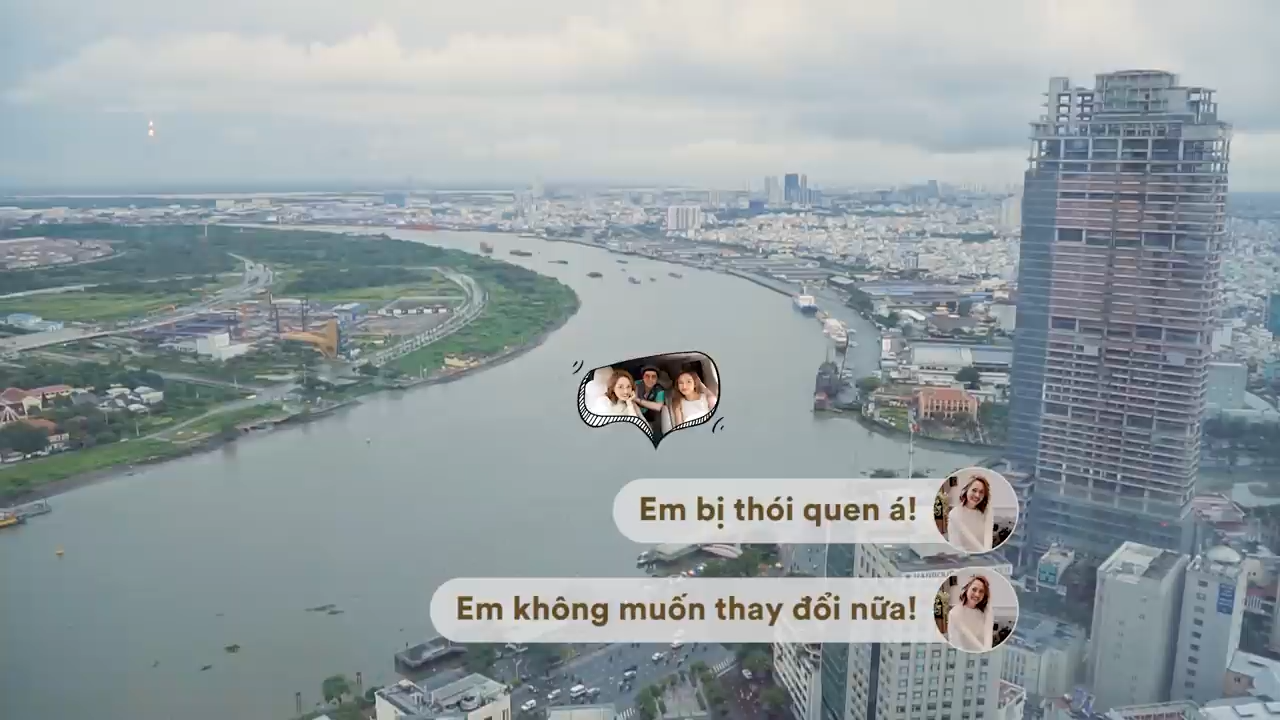 Em bị thói quen á!
Em không muốn thay đổi nữa!